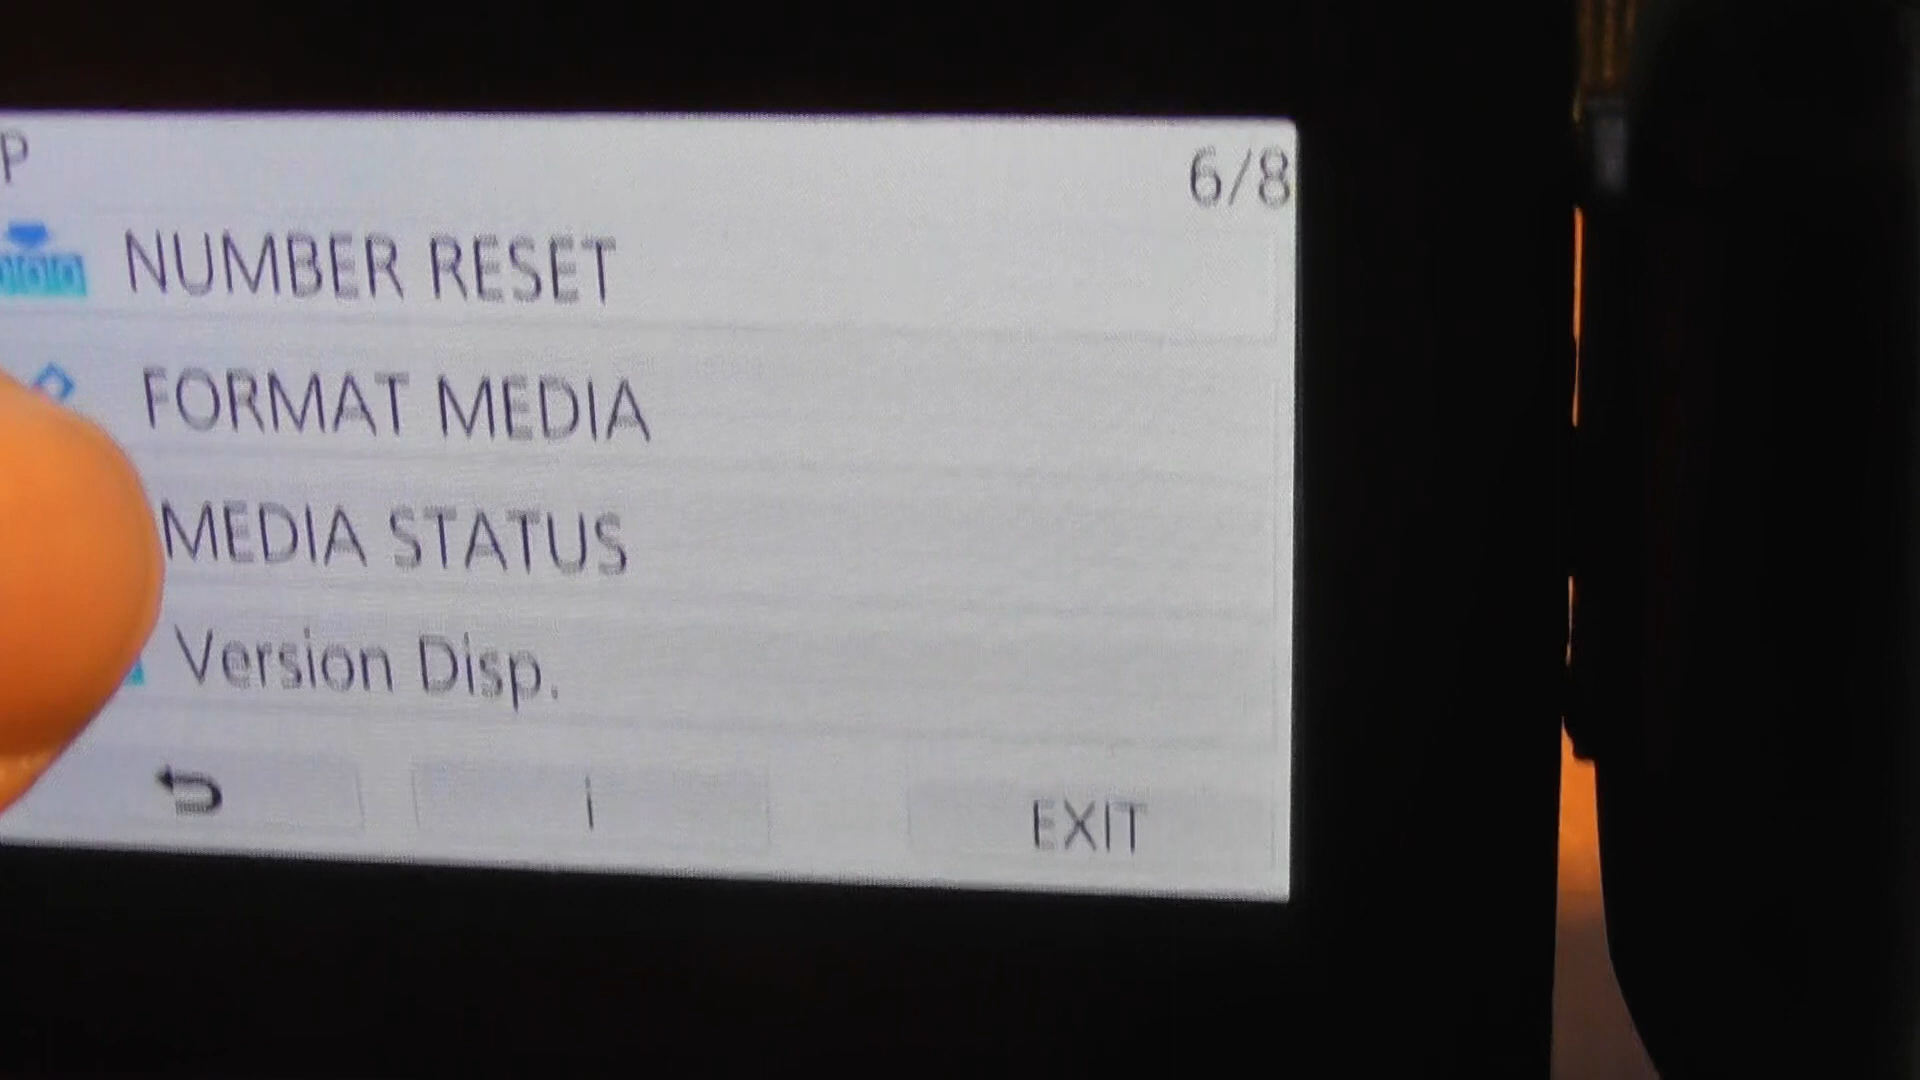 P
6/8
NUMBER RESET
FORMAT MEDIA
MEDIA STATUS
Version Disp.
i
EXIT